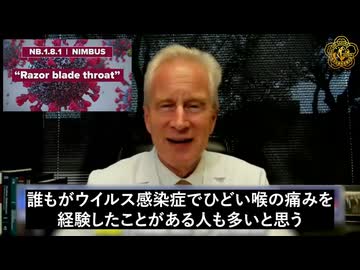 NB.1.8.1 | NIMBUS
"Razor blade throat"
誰もがウイルス感染症でひどい喉の痛みを
経験したことがある人も多いと思う